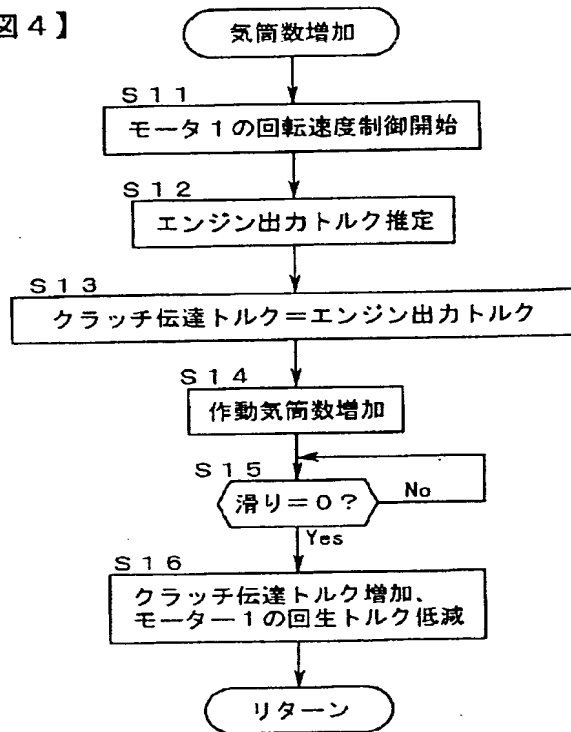 図4】
気筒数増加
S11
モータ1の回転速度制御開始
S12
エンジン出力トルク推定
S13
クラッチ伝達トルク=エンジン出力トルク
S14
作動気筒数増加
S15
滑り=0?
No
Yes
S16
クラッチ伝達トルク増加、
モーター1の回生トルク低減
リターン